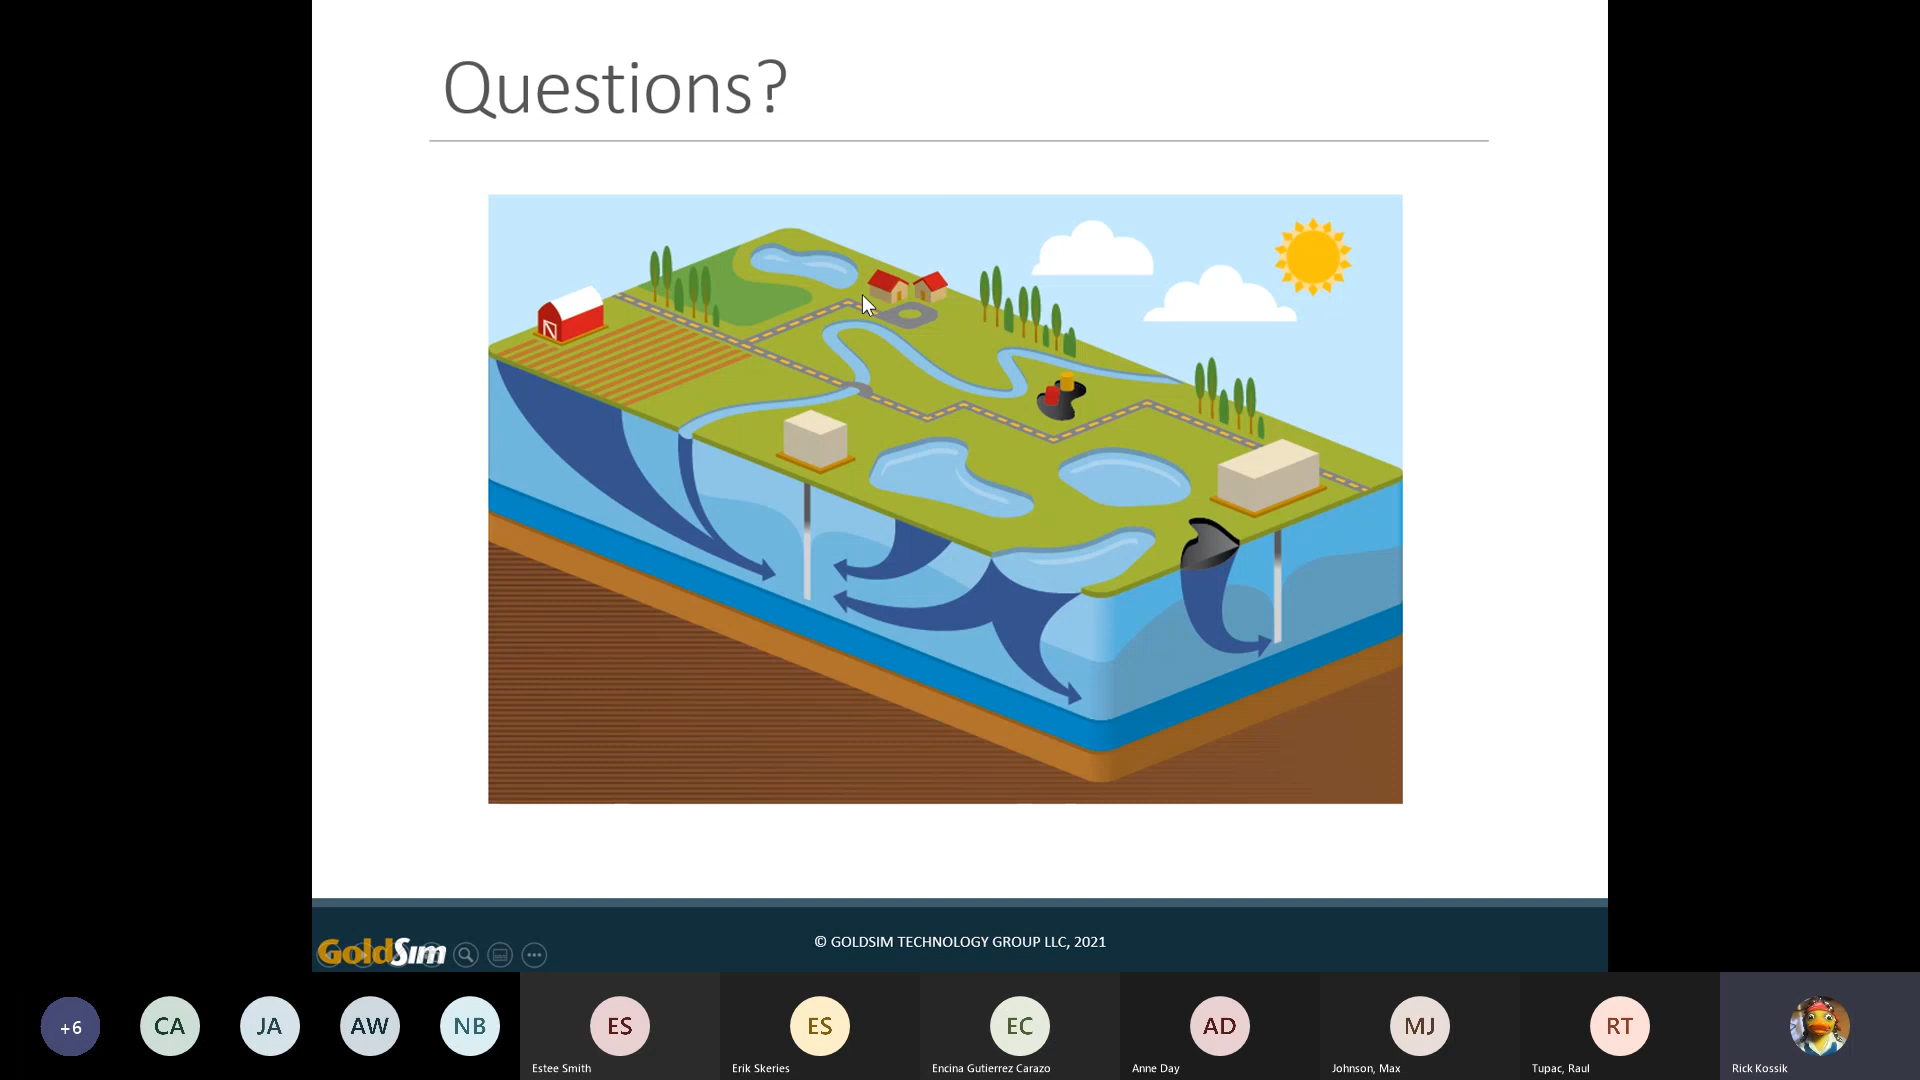 Questions?
GoldSim
© GOLDSIM TECHNOLOGY GROUP LLC, 2021
+6
CA
JA
AW
NB
ES
ES
EC
AD
MJ
RT
Estee Smith
Erik Skeries
Encina Gutierrez Carazo
Anne Day
Johnson, Max
Tupac, Raul
Rick Kossik